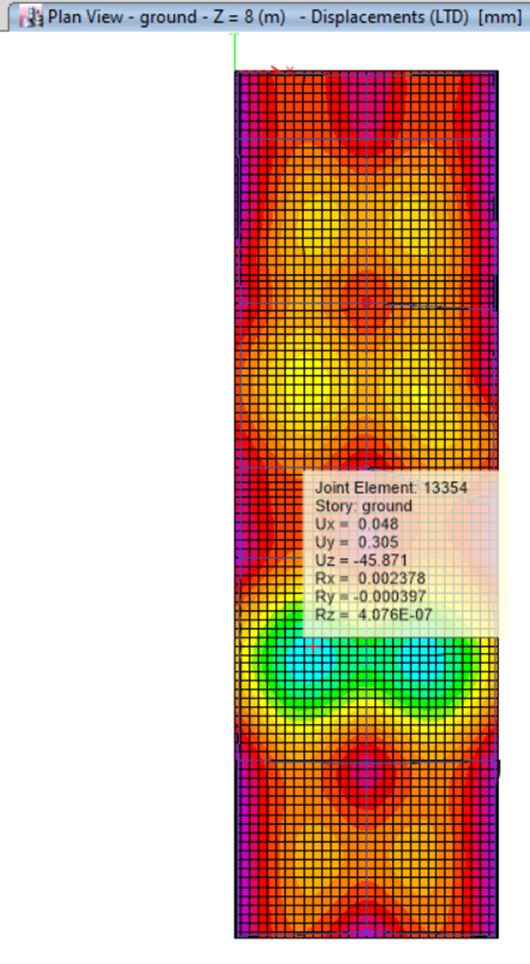 Plan View - ground - Z = 8 (m) - Displacements (LTD) [mm]
Joint Element: 13354
Story: ground
Ux = 0.048
Uy = 0.305
Uz = -45.871
Rx = 0.002378
Ry = -0.000397
Rz = 4.076E-07